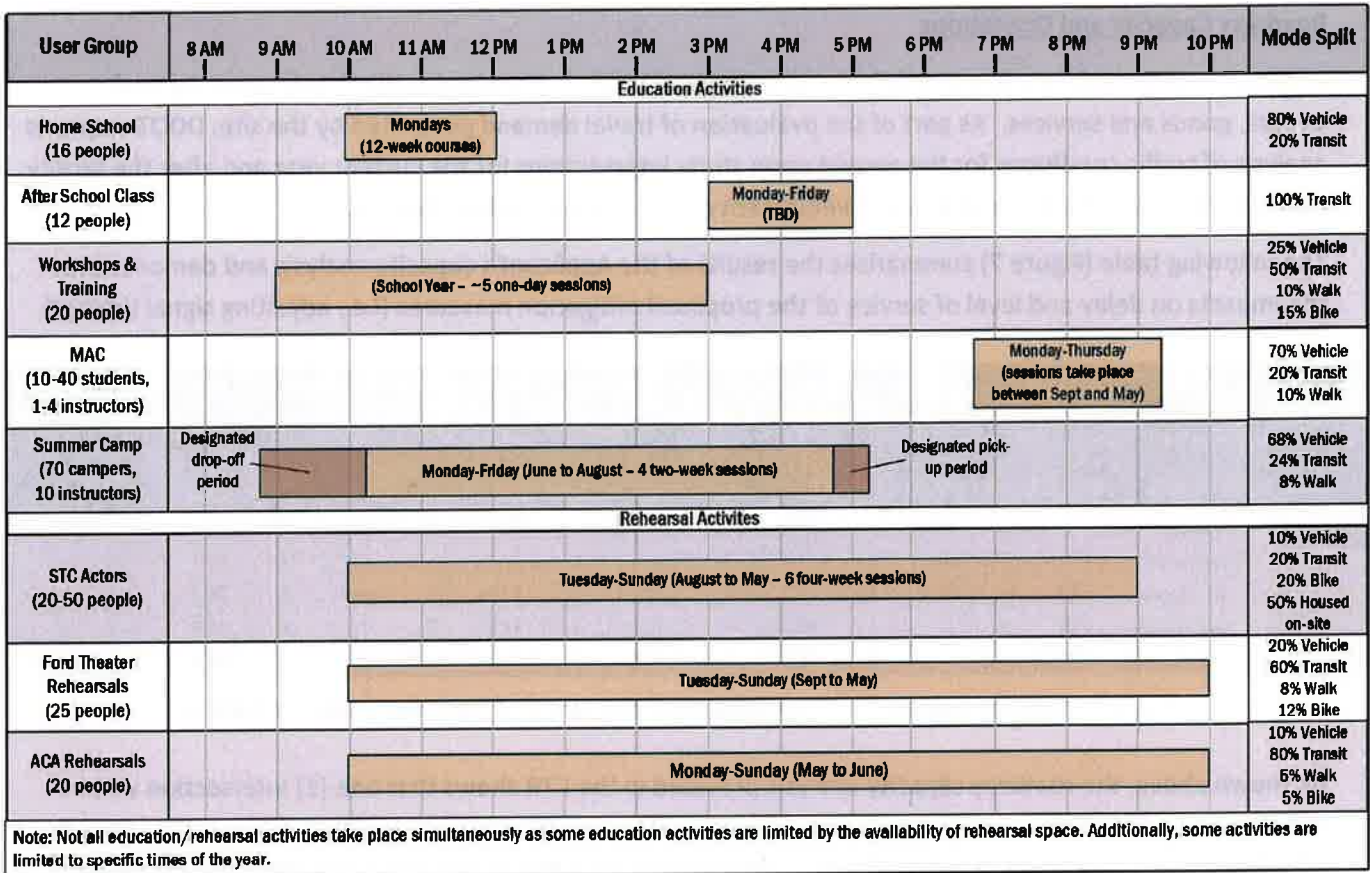 User Group 8 AM 9 AM 10 AM 11 AM 12 PM 1 PM 2 PM 3 PM 4 PM 5 PM 6 PM 7 PM 8 PM 9 PM 10 PM Mode Split
Education Activities
Home School
(16 people)
Mondays
(12-week courses)
80% Vehicle
20% Transit
After School Class
(12 people)
Monday-Friday
(TBD)
100% Transit
Workshops &
Training
(20 people)
(School Year – ~5 one-day sessions)
25% Vehicle
50% Transit
10% Walk
15% Bike
MAC
(10-40 students,
1-4 instructors)
Monday-Thursday
(sessions take place
between Sept and May)
70% Vehicle
20% Transit
10% Walk
Summer Camp
(70 campers,
10 instructors)
Designated
drop-off
period
Monday-Friday (June to August – 4 two-week sessions)
Designated pick-
up period
68% Vehicle
24% Transit
8% Walk
Rehearsal Activites
STC Actors
(20-50 people)
Tuesday-Sunday (August to May – 6 four-week sessions)
10% Vehicle
20% Transit
20% Bike
50% Housed
on-site
Ford Theater
Rehearsals
(25 people)
Tuesday-Sunday (Sept to May)
20% Vehicle
60% Transit
8% Walk
12% Bike
ACA Rehearsals
(20 people)
Monday-Sunday (May to June)
10% Vehicle
80% Transit
5% Walk
5% Bike
Note: Not all education/rehearsal activities take place simultaneously as some education activities are limited by the availability of rehearsal space. Additionally, some activities are
limited to specific times of the year.